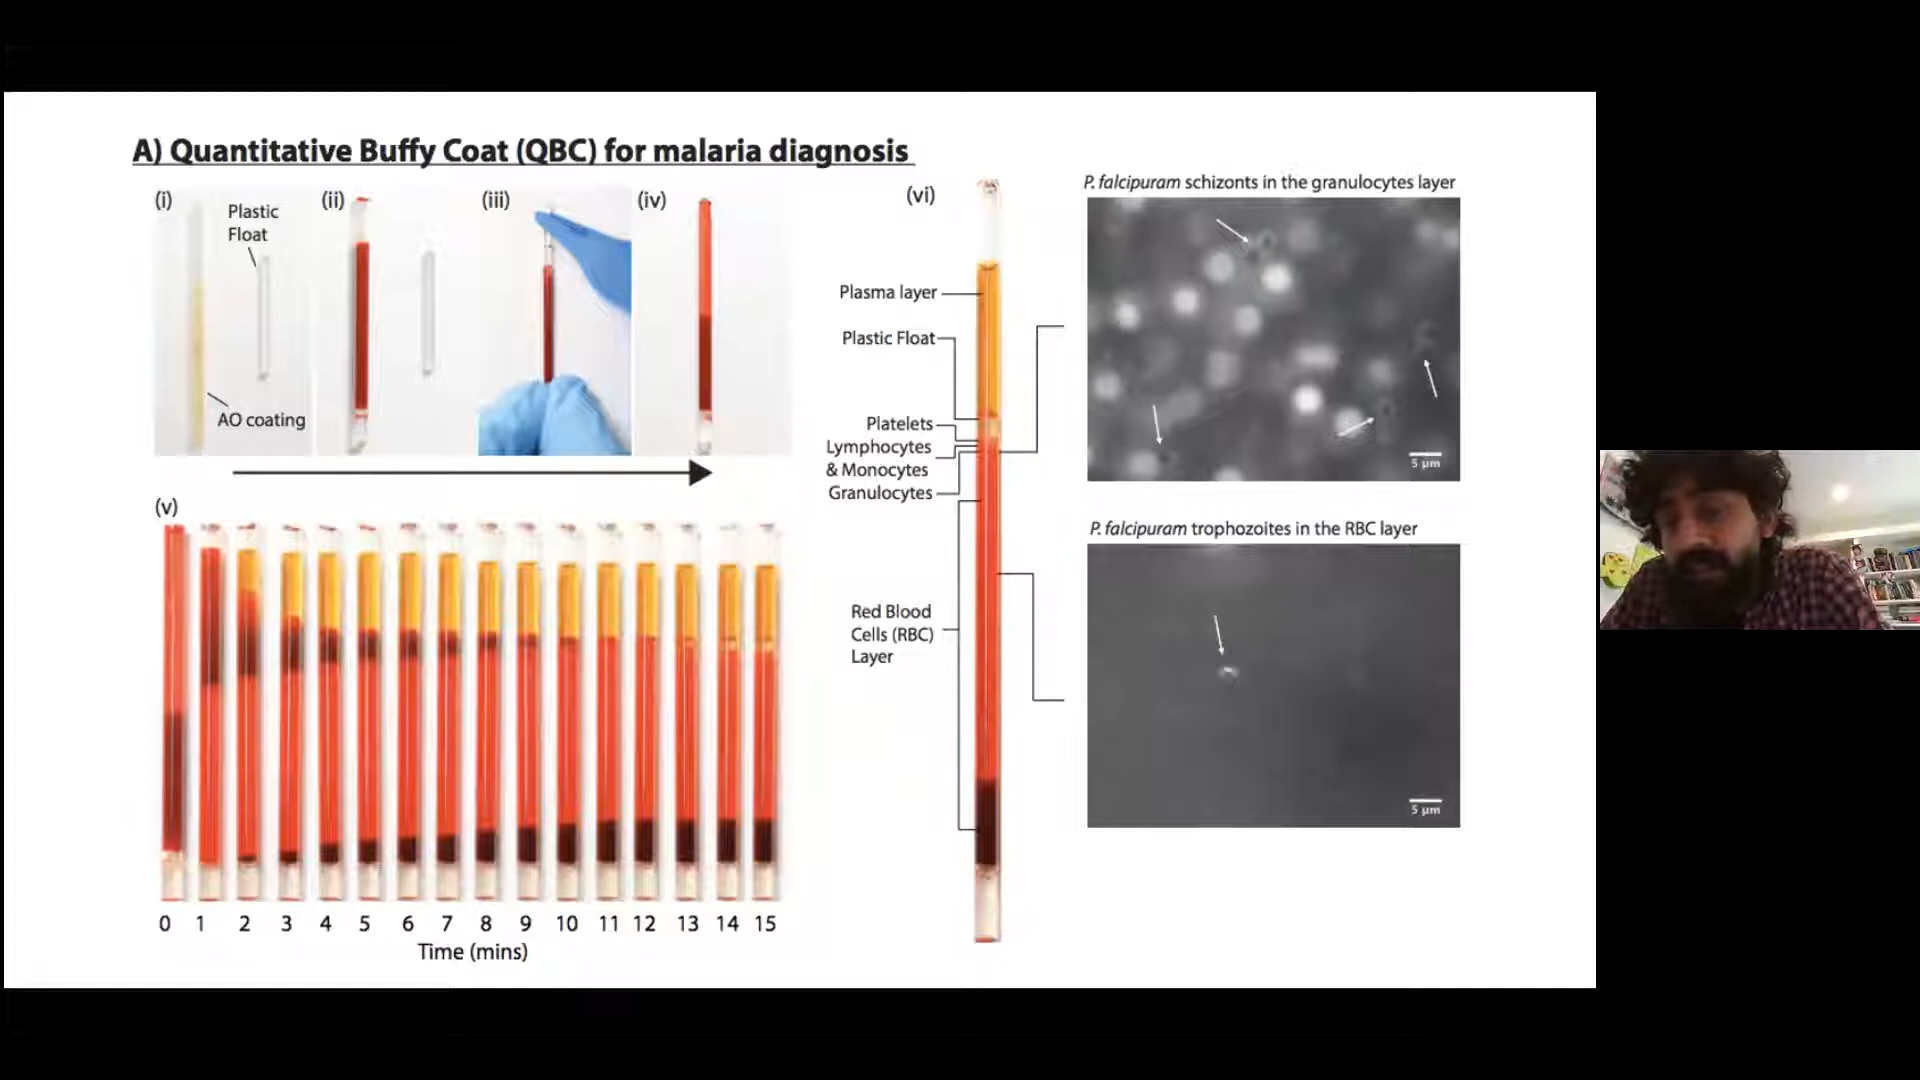 A) Quantitative Buffy Coat (QBC) for malaria diagnosis
(i)
Plastic
Float
AO coating
(ii)
(iii)
(iv)
(v)
0 1 2 3 4 5 6 7 8 9 10 11 12 13 14 15
Time (mins)
(vi)
Plasma layer
Plastic Float
Platelets
Lymphocytes
& Monocytes
Granulocytes
Red Blood
Cells (RBC)
Layer
P. falcipuram schizonts in the granulocytes layer
5 µm
P. falcipuram trophozoites in the RBC layer
5 µm